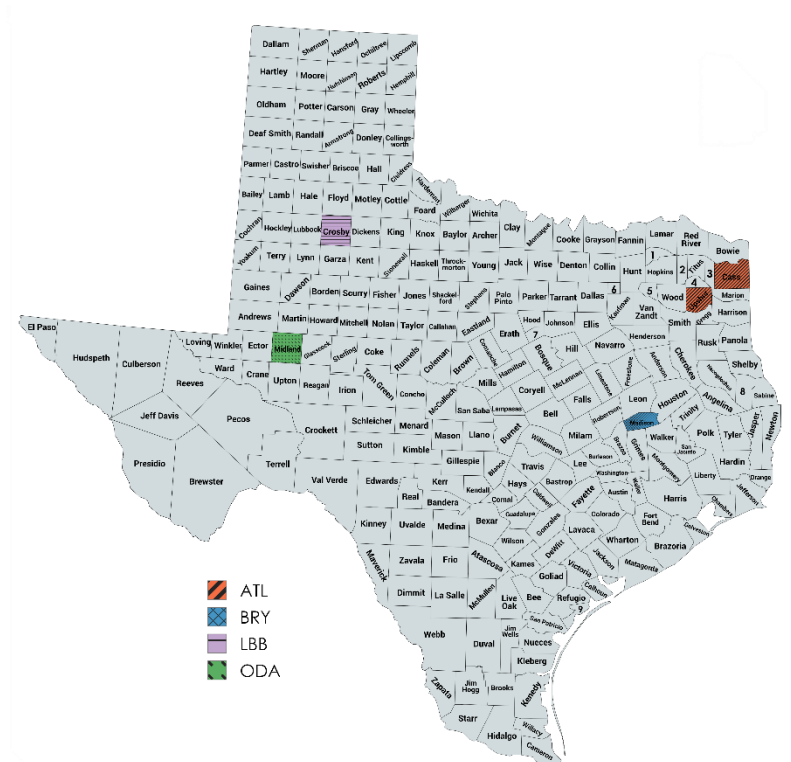 Dallam Sherman Hansford Ochiltree Lipscomb
Hartley Moore Hutchinson Roberts Hemphill
Oldham Potter Carson Gray Wheeler
Deaf Smith Randall Armstrong Donley Collings-
worth
Parmer Castro Swisher Briscoe Hall Childress
Bailey Lamb Hale Floyd Motley Cottle Hardeman
Foard Wilbarger Wichita
Cochran Hockley Lubbock Crosby Dickens King Knox Baylor Archer Clay Montague Cooke Grayson Fannin Lamar Red
River Bowie
Yoakum Terry Lynn Garza Kent Stonewall Haskell Throck-
morton Young Jack Wise Denton Collin Hunt 1 Hopkins 2 Titus 3 Cass
Gaines Dawson Borden Scurry Fisher Jones Shackel-
ford Stephens Palo
Pinto Parker Tarrant Dallas 6 Kaufman 5 Wood 4 Upshur Marion
Harrison
Andrews Martin Howard Mitchell Nolan Taylor Callahan Eastland Erath Hood 7 Johnson Ellis Van
Zandt Smith Gregg
Henderson Rusk Panola
El Paso Hudspeth Culberson Loving Winkler Ector Midland Glasscock Sterling Coke Runnels Coleman Brown Comanche Hamilton Bosque Hill Navarro Anderson Cherokee Nacogdoches Shelby
Reeves Ward Crane Upton Reagan Irion Tom Green Concho McCulloch Mills Coryell McLennan Limestone Freestone Leon Houston Angelina 8 Sabine
Jeff Davis Pecos Crockett Schleicher Menard San Saba Lampasas Bell Falls Robertson Madison Trinity Polk Tyler Jasper Newton
Presidio Brewster Terrell Sutton Kimble Mason Llano Burnet Williamson Milam Brazos Grimes Walker San
Jacinto Hardin
Val Verde Edwards Gillespie Blanco Travis Lee Burleson Washington Montgomery Liberty Orange
Real Kerr Kendall Hays Bastrop Fayette Austin Waller Harris Chambers Jefferson
Bandera Comal Caldwell Guadalupe Colorado Fort
Bend Galveston
Kinney Uvalde Medina Bexar Wilson Gonzales Lavaca Wharton Brazoria
Maverick Zavala Frio Atascosa Karnes DeWitt Jackson Matagorda
Dimmit La Salle McMullen Live
Oak Bee Goliad Victoria Calhoun
Refugio 9
San Patricio
Webb Duval Jim
Wells Nueces
Kleberg
Zapata Jim
Hogg Brooks Kenedy
Starr Hidalgo Willacy
Cameron
ATL
BRY
LBB
ODA